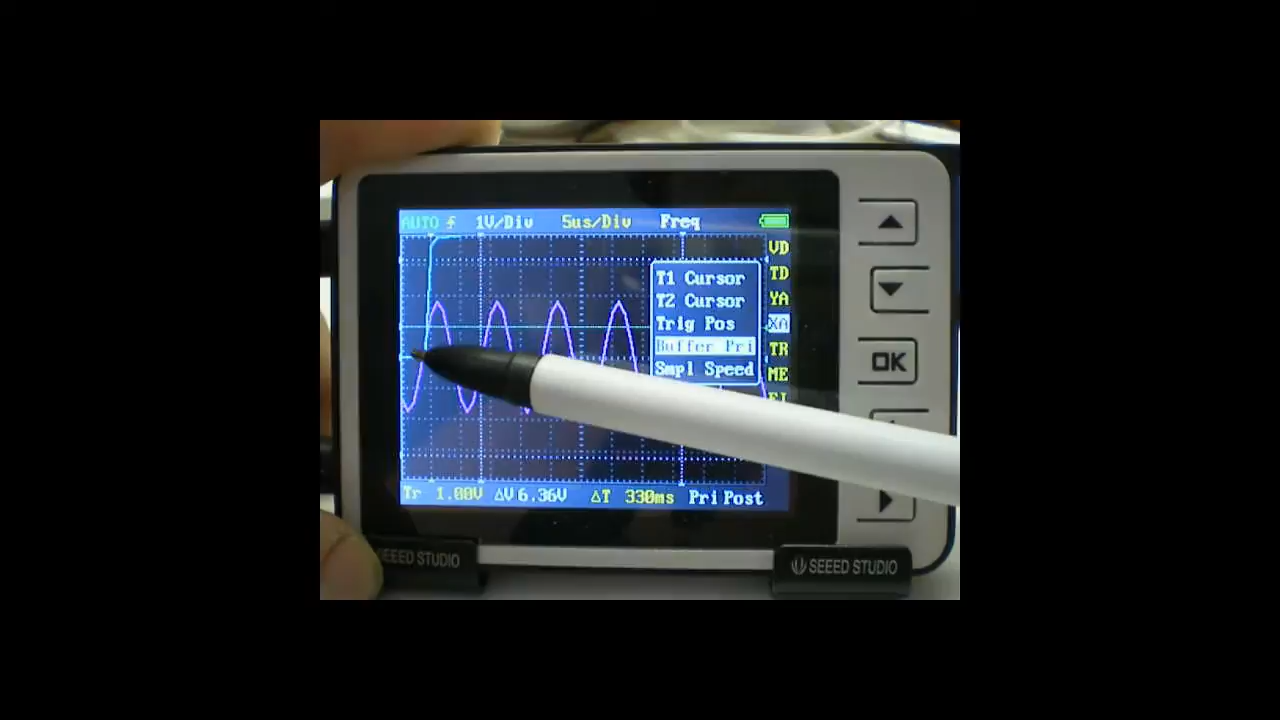 AUTO 1V/Div 5us/Div Freq
VD
TD
YA
XA
TR
ME
T1 Cursor
T2 Cursor
Trig Pos
Buffer Pri
Smpl Speed
OK
Tr 1.00V ΔV 6.36V ΔT 330ms Pri Post
SEEED STUDIO
SEEED STUDIO